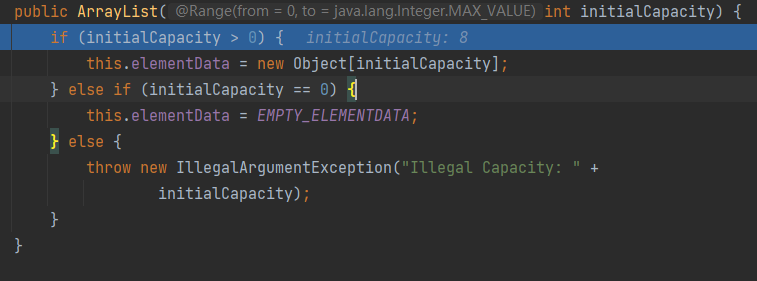 public ArrayList( @Range(from = 0, to = java.lang.Integer.MAX_VALUE) int initialCapacity) {
if (initialCapacity > 0) { initialCapacity: 8
this.elementData = new Object[initialCapacity];
} else if (initialCapacity == 0) {
this.elementData = EMPTY_ELEMENTDATA;
} else {
throw new IllegalArgumentException("Illegal Capacity: " +
initialCapacity);
}
}